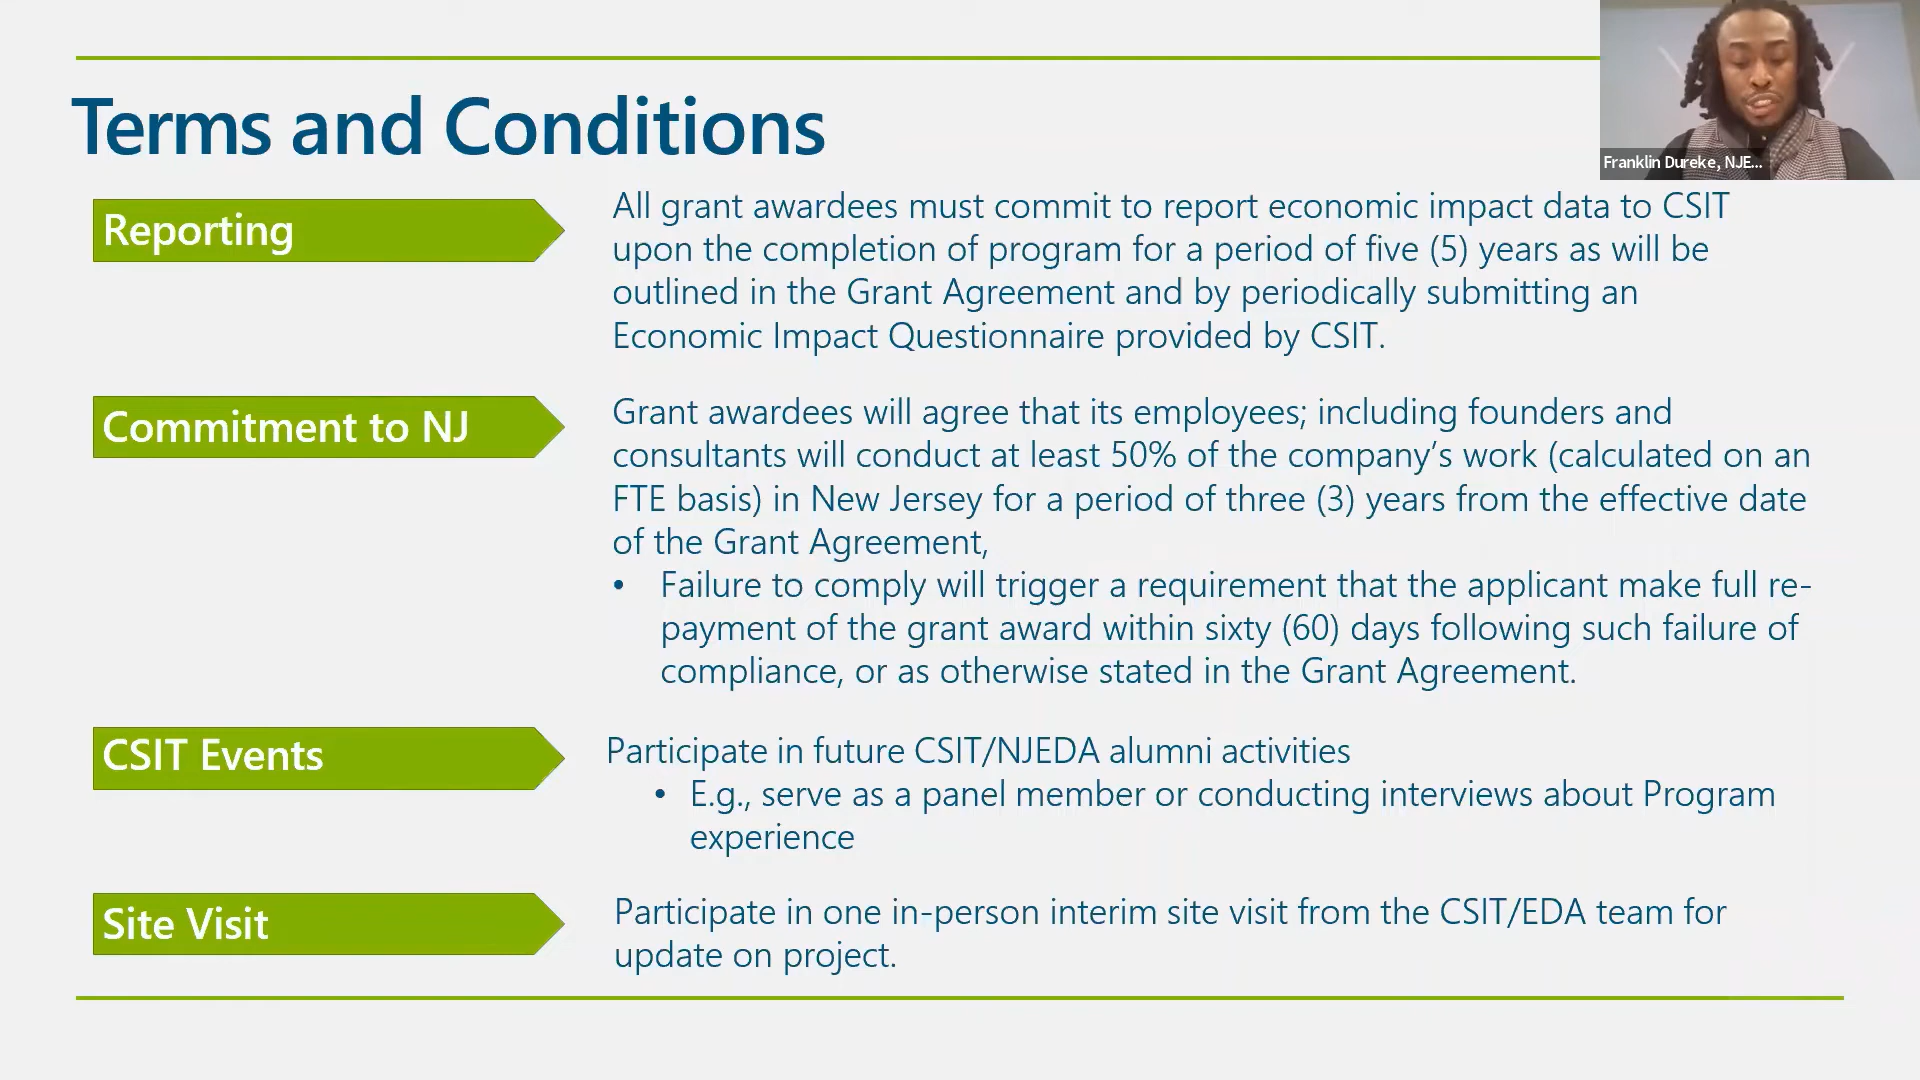 Terms and Conditions
Franklin Dureke, NJE...
Reporting
All grant awardees must commit to report economic impact data to CSIT
upon the completion of program for a period of five (5) years as will be
outlined in the Grant Agreement and by periodically submitting an
Economic Impact Questionnaire provided by CSIT.
Commitment to NJ
Grant awardees will agree that its employees; including founders and
consultants will conduct at least 50% of the company’s work (calculated on an
FTE basis) in New Jersey for a period of three (3) years from the effective date
of the Grant Agreement,
• Failure to comply will trigger a requirement that the applicant make full re-
payment of the grant award within sixty (60) days following such failure of
compliance, or as otherwise stated in the Grant Agreement.
CSIT Events
Participate in future CSIT/NJEDA alumni activities
• E.g., serve as a panel member or conducting interviews about Program
experience
Site Visit
Participate in one in-person interim site visit from the CSIT/EDA team for
update on project.